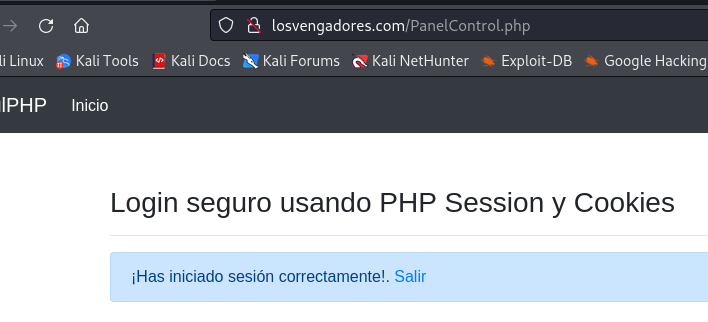 losvengadores.com/PanelControl.php
li Linux Kali Tools Kali Docs Kali Forums Kali NetHunter Exploit-DB Google Hacking
lPHP Inicio
Login seguro usando PHP Session y Cookies
¡Has iniciado sesión correctamente!. Salir